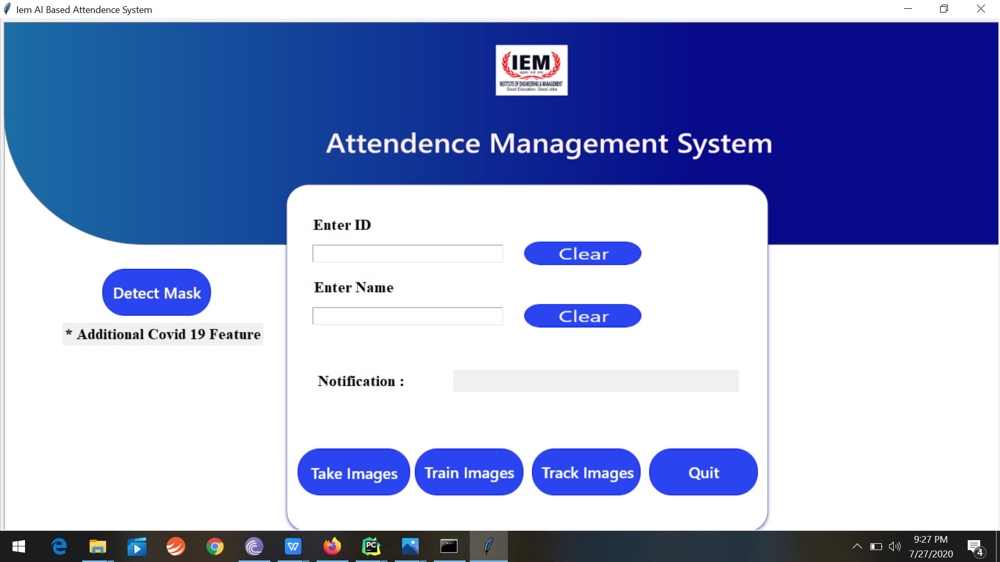 Iem AI Based Attendence System
IEM
INSTITUTE OF ENGINEERING & MANAGEMENT
Good Education, Good Jobs
Attendence Management System
Enter ID
Clear
Enter Name
Clear
Detect Mask
* Additional Covid 19 Feature
Notification :
Take Images Train Images Track Images Quit
PC
W
9:27 PM
7/27/2020
4